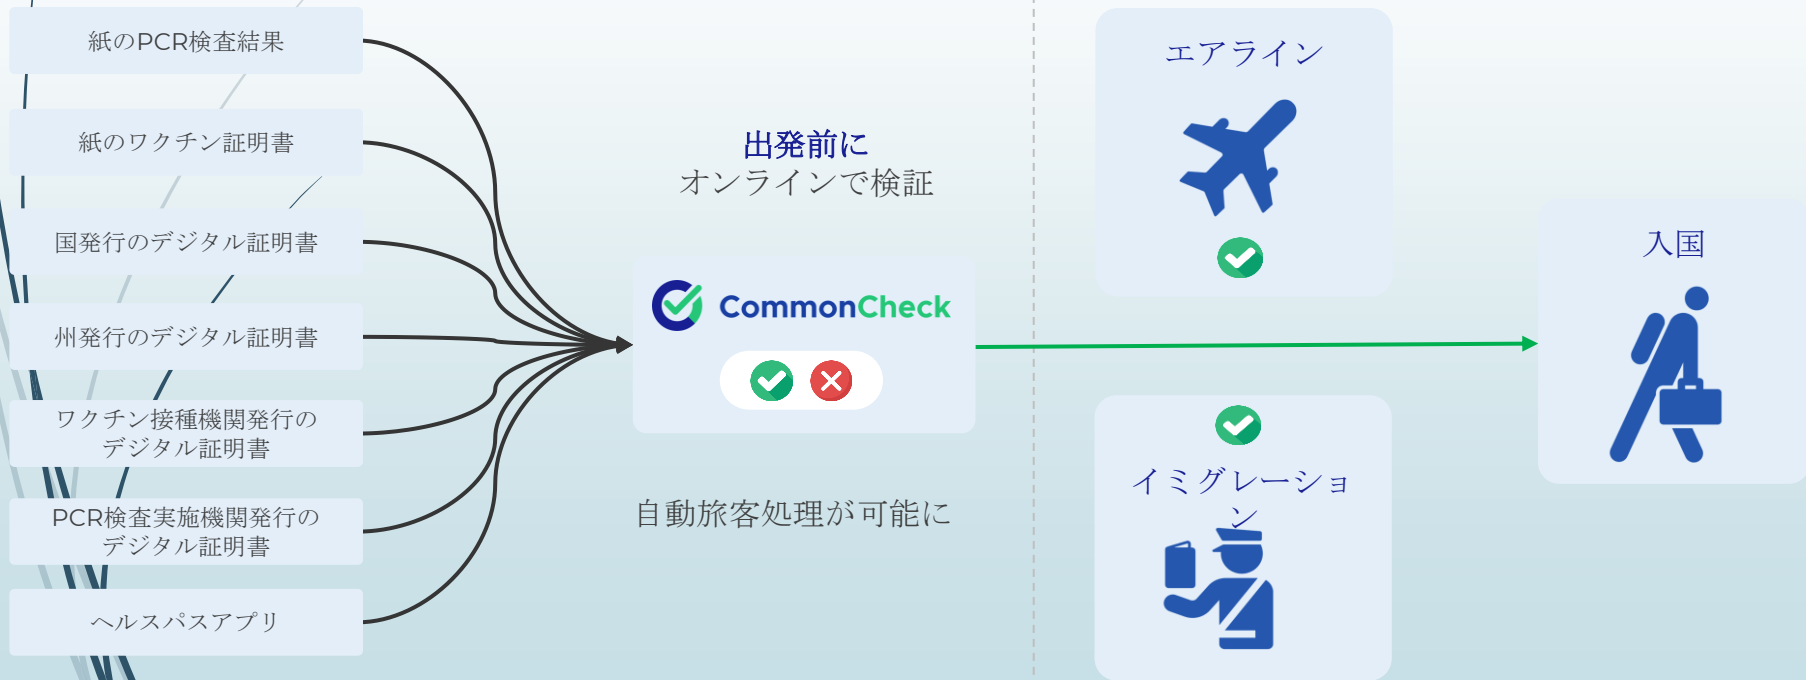 紙のPCR検査結果
紙のワクチン証明書
国発行のデジタル証明書
州発行のデジタル証明書
ワクチン接種機関発行の
デジタル証明書
PCR検査実施機関発行の
デジタル証明書
ヘルスパスアプリ
出発前に
オンラインで検証
CommonCheck
自動旅客処理が可能に
エアライン
イミグレーショ
ン
入国